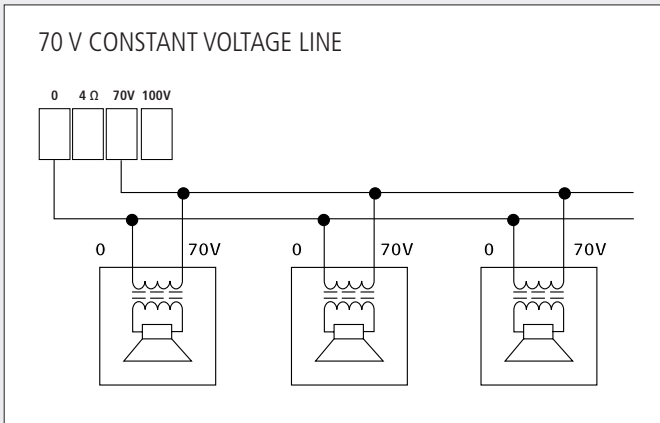 70 V CONSTANT VOLTAGE LINE
0 4 Ω 70V 100V
0 70V 0 70V 0 70V